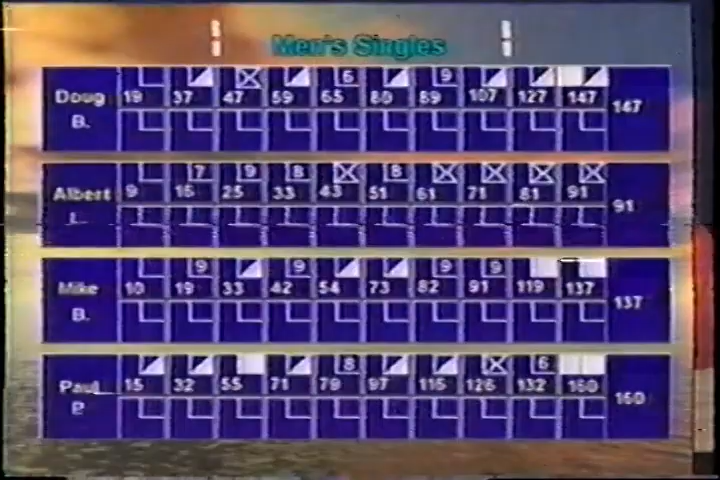 Men's Singles
6 9
Doug 19 37 47 59 65 80 89 107 127 147 147
B.
7 9 8 8
Albert 9 16 25 33 43 51 61 71 81 91 91
L.
9 9 9 9
Mike 10 19 33 42 54 73 82 91 119 137 137
B.
8 6
Paul 15 32 55 71 79 97 116 126 132 160 160
P.